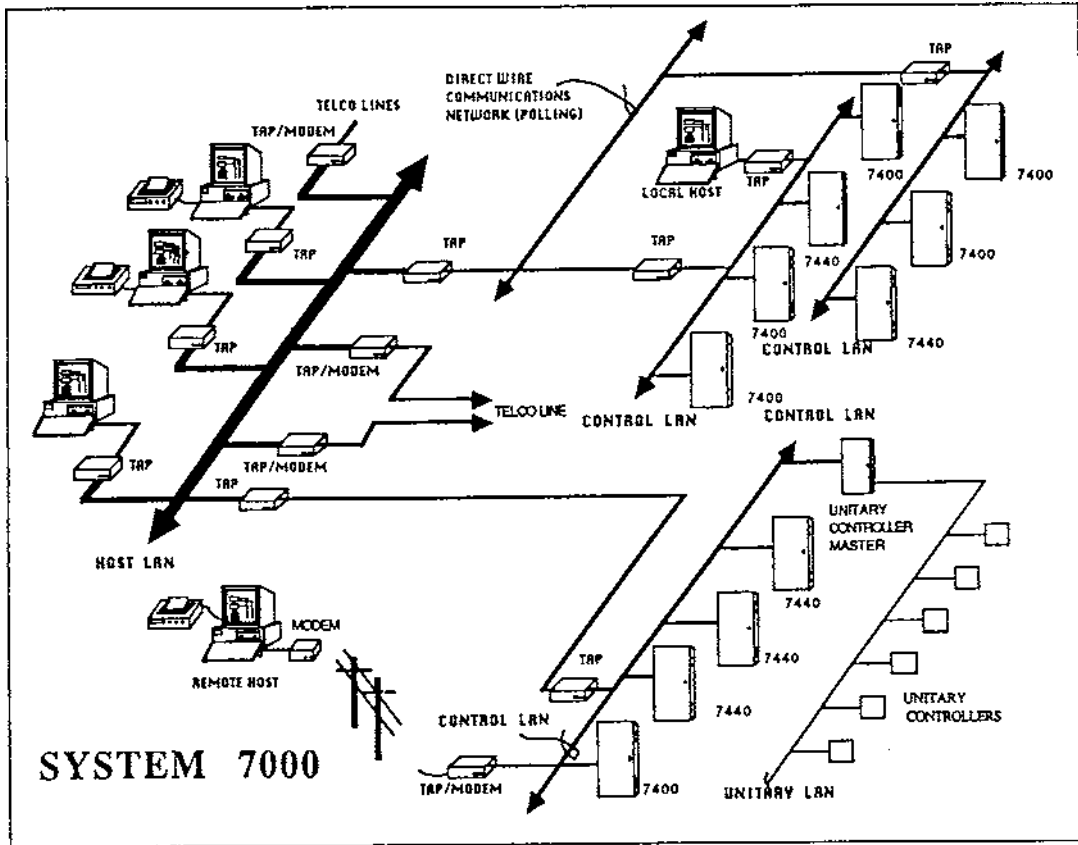 TAP
DIRECT WIRE
COMMUNICATIONS
NETWORK (POLLING)
TELCO LINES
TAP/MODEM
LOCAL HOST
TAP
7400
7400
TAP
TAP
TAP
7440
7400
TAP
7400
7440
CONTROL LAN
TAP/MODEM
7400
TELCO LINE
CONTROL LAN
CONTROL LAN
TAP
TAP/MODEM
TAP
UNITARY
CONTROLLER
MASTER
HOST LAN
7440
MODEM
REMOTE HOST
TAP
7440
7440
UNITARY
CONTROLLERS
CONTROL LAN
SYSTEM 7000
TAP/MODEM
7400
UNITARY LAN